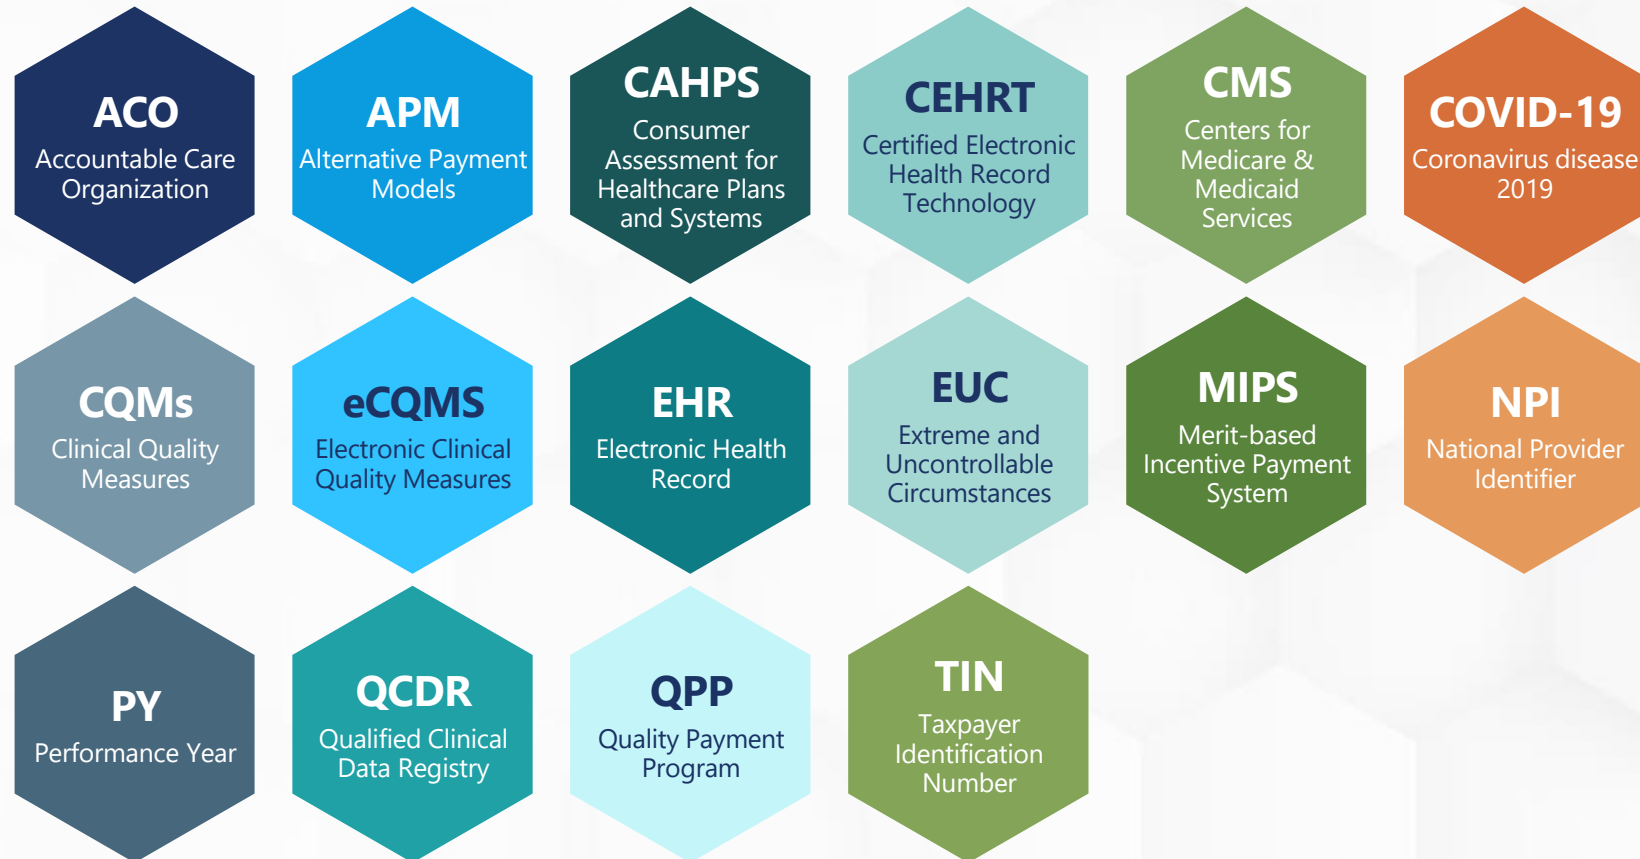 ACO
Accountable Care
Organization
APM
Alternative Payment
Models
CAHPS
Consumer
Assessment for
Healthcare Plans
and Systems
CEHRT
Certified Electronic
Health Record
Technology
CMS
Centers for
Medicare &
Medicaid
Services
COVID-19
Coronavirus disease
2019
CQMs
Clinical Quality
Measures
eCQMS
Electronic Clinical
Quality Measures
EHR
Electronic Health
Record
EUC
Extreme and
Uncontrollable
Circumstances
MIPS
Merit-based
Incentive Payment
System
NPI
National Provider
Identifier
PY
Performance Year
QCDR
Qualified Clinical
Data Registry
QPP
Quality Payment
Program
TIN
Taxpayer
Identification
Number